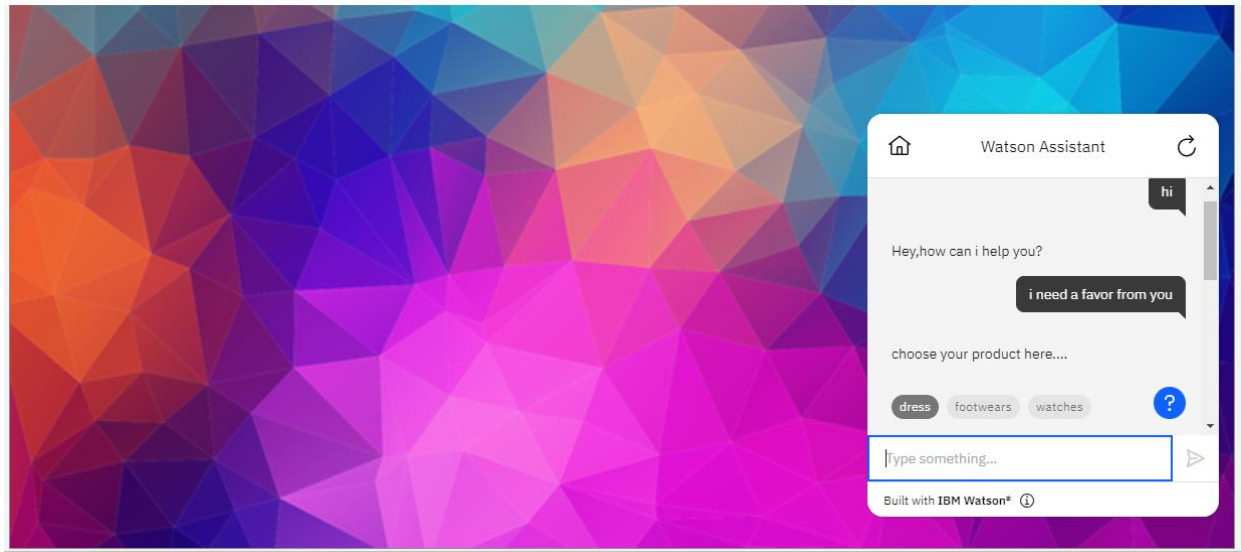 Watson Assistant
hi
Hey,how can i help you?
i need a favor from you
choose your product here....
dress footwears watches ?
Type something...
Built with IBM Watson®